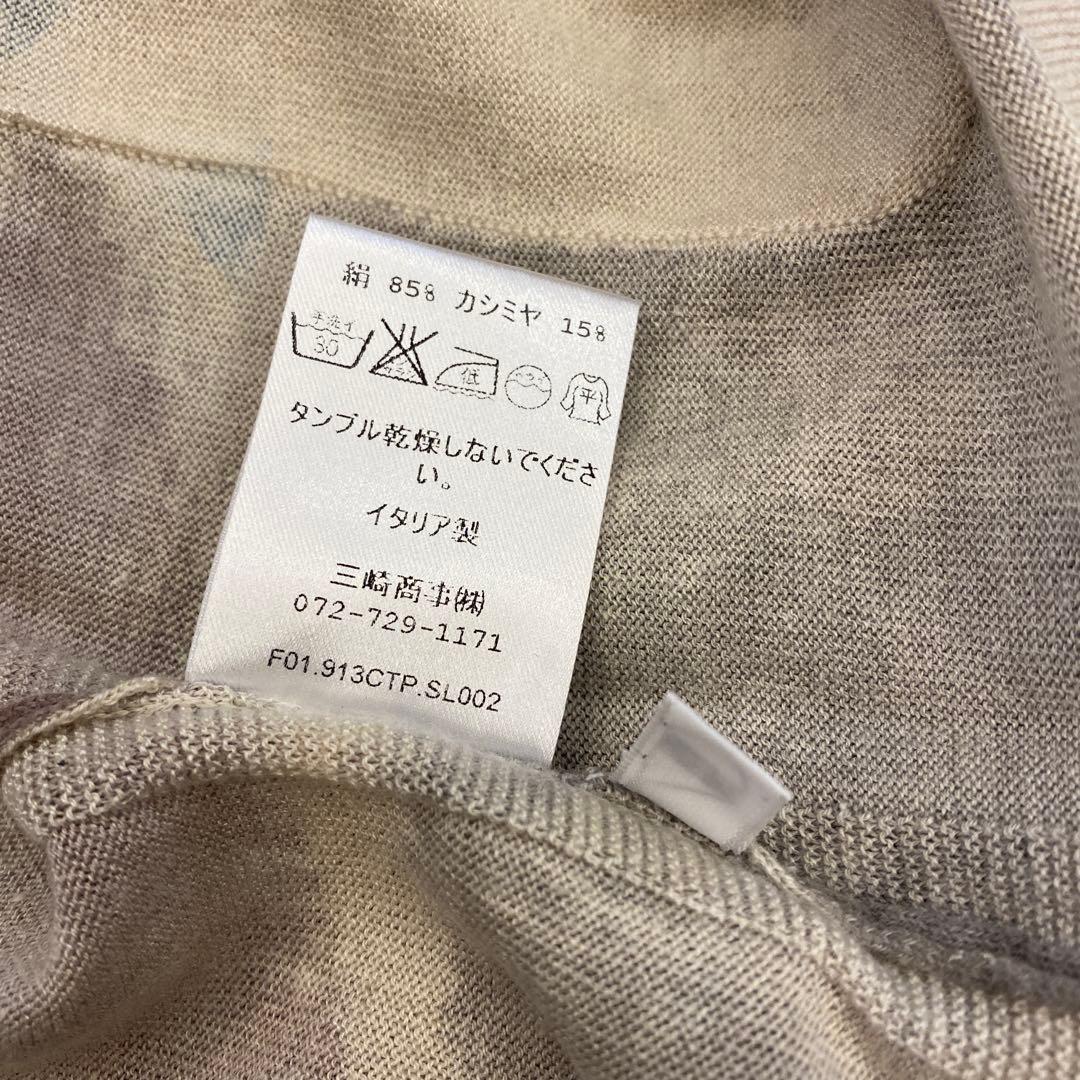 絹 85% カシミヤ 15%
手洗イ 30 低 平
タンブル乾燥しないでくださ
い。
イタリア製
三崎商事㈱
072-729-1171
F01.913CTP.SL002